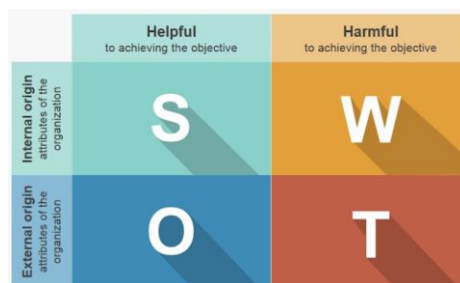 Helpful
to achieving the objective
Harmful
to achieving the objective
Internal origin
attributes of the
organization
S
W
External origin
attributes of the
organization
O
T